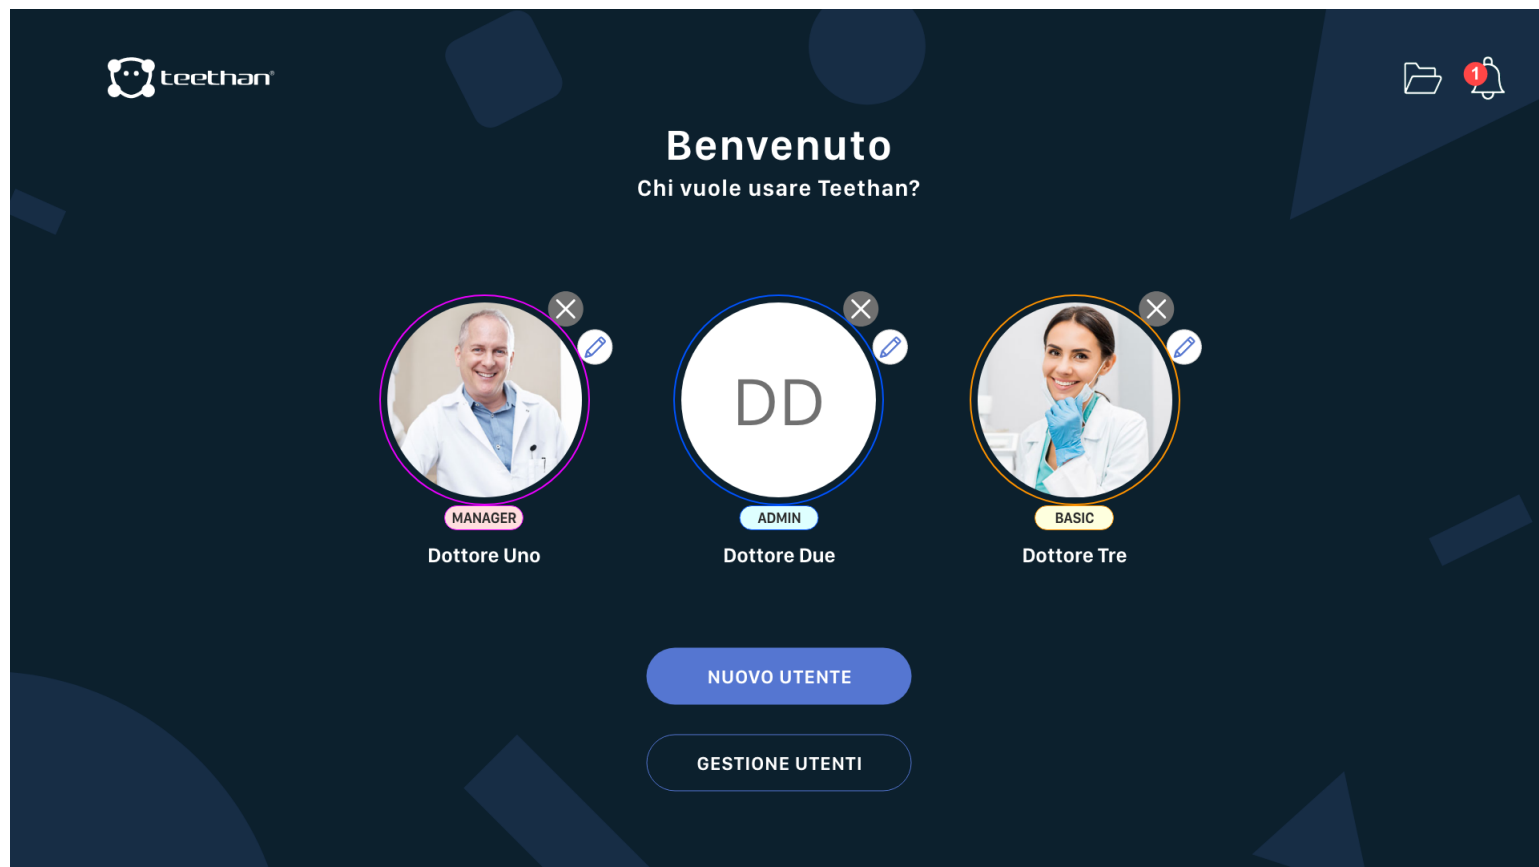 teethan®
1
Benvenuto
Chi vuole usare Teethan?
DD
MANAGER
ADMIN
BASIC
Dottore Uno
Dottore Due
Dottore Tre
NUOVO UTENTE
GESTIONE UTENTI